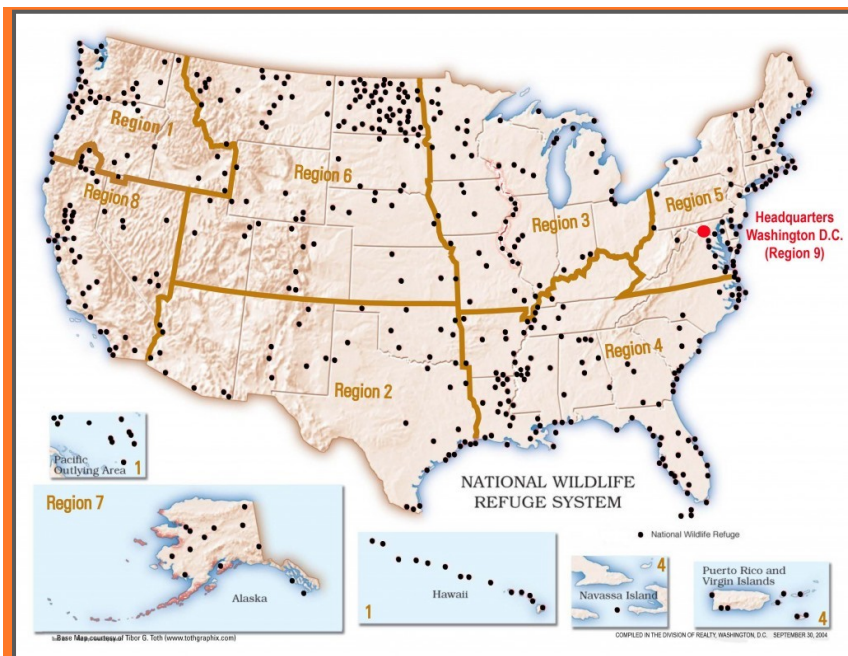 Region 1
Region 8
Region 6
Region 3
Region 5
Headquarters
Washington D.C.
(Region 9)
Region 4
Region 2
Pacific
Outlying Area
1
NATIONAL WILDLIFE
REFUGE SYSTEM
National Wildlife Refuge
Region 7
Alaska
Hawaii
1
4
Navassa Island
Puerto Rico and
Virgin Islands
4
Base Map courtesy of Tibor G. Toth (www.tothgraphix.com)
COMPILED IN THE DIVISION OF REALTY, WASHINGTON, D.C. SEPTEMBER 30, 2004